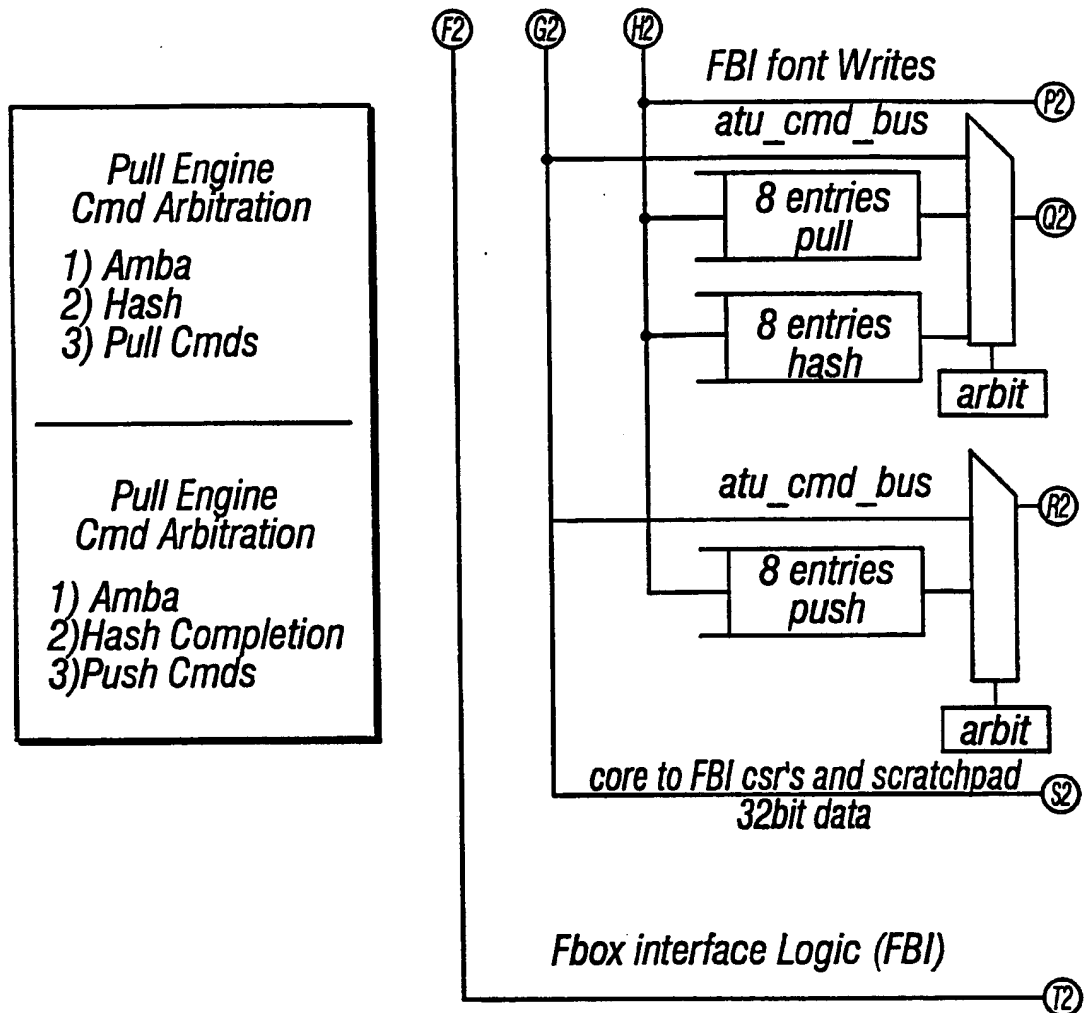 F2 G2 H2
FBI font Writes
P2
atu_cmd_bus
8 entries
pull
Q2
8 entries
hash
arbit
atu_cmd_bus
R2
8 entries
push
arbit
core to FBI csr's and scratchpad
32bit data
S2
Fbox interface Logic (FBI)
T2
Pull Engine
Cmd Arbitration
1) Amba
2) Hash
3) Pull Cmds
Pull Engine
Cmd Arbitration
1) Amba
2)Hash Completion
3)Push Cmds